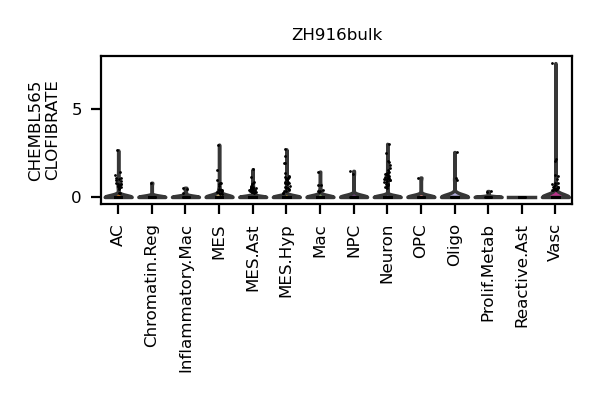 ZH916bulk
CHEMBL565
CLOFIBRATE
5
0
AC
Chromatin.Reg
Inflammatory.Mac
MES
MES.Ast
MES.Hyp
Mac
NPC
Neuron
OPC
Oligo
Prolif.Metab
Reactive.Ast
Vasc